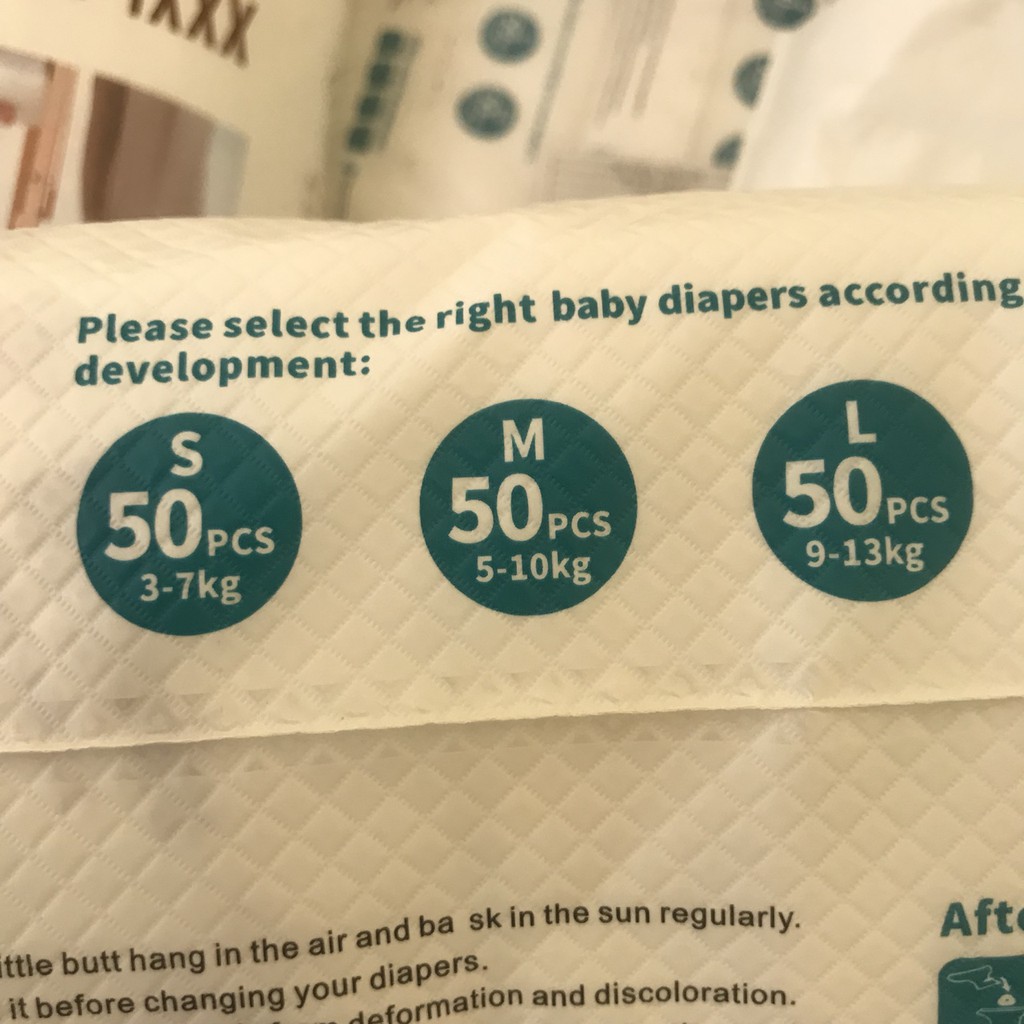 XXX
Please select the right baby diapers according
development:
S
50PCS
3-7kg
M
50PCS
5-10kg
L
50PCS
9-13kg
ittle butt hang in the air and ba sk in the sun regularly.
it before changing your diapers.
deformation and discoloration.
Afte